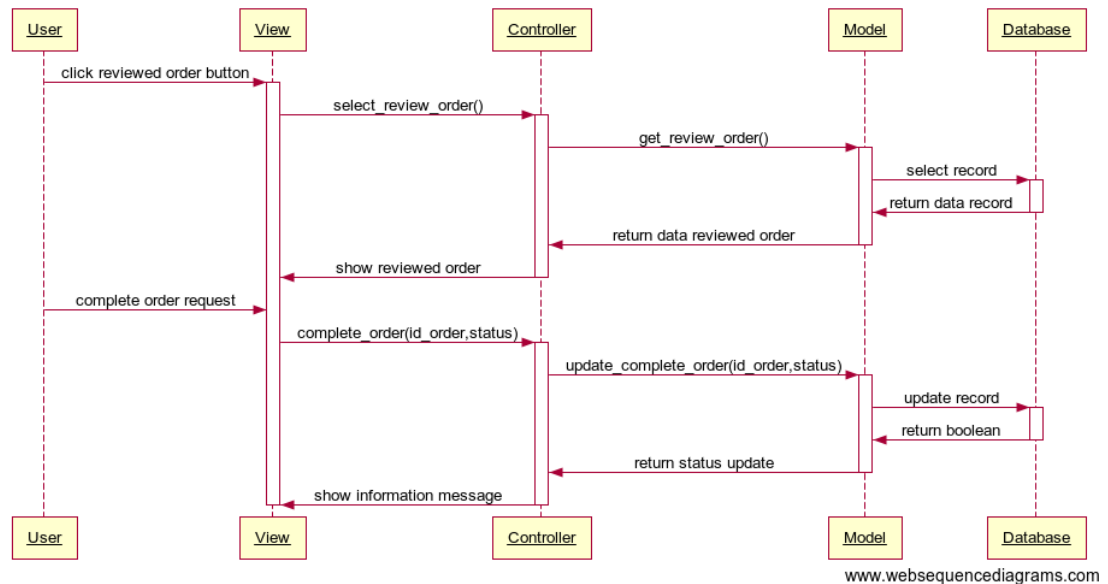 User
View
Controller
Model
Database
click reviewed order button
select_review_order()
get_review_order()
select record
return data record
return data reviewed order
show reviewed order
complete order request
complete_order(id_order,status)
update_complete_order(id_order,status)
update record
return boolean
return status update
show information message
User
View
Controller
Model
Database
www.websequencediagrams.com